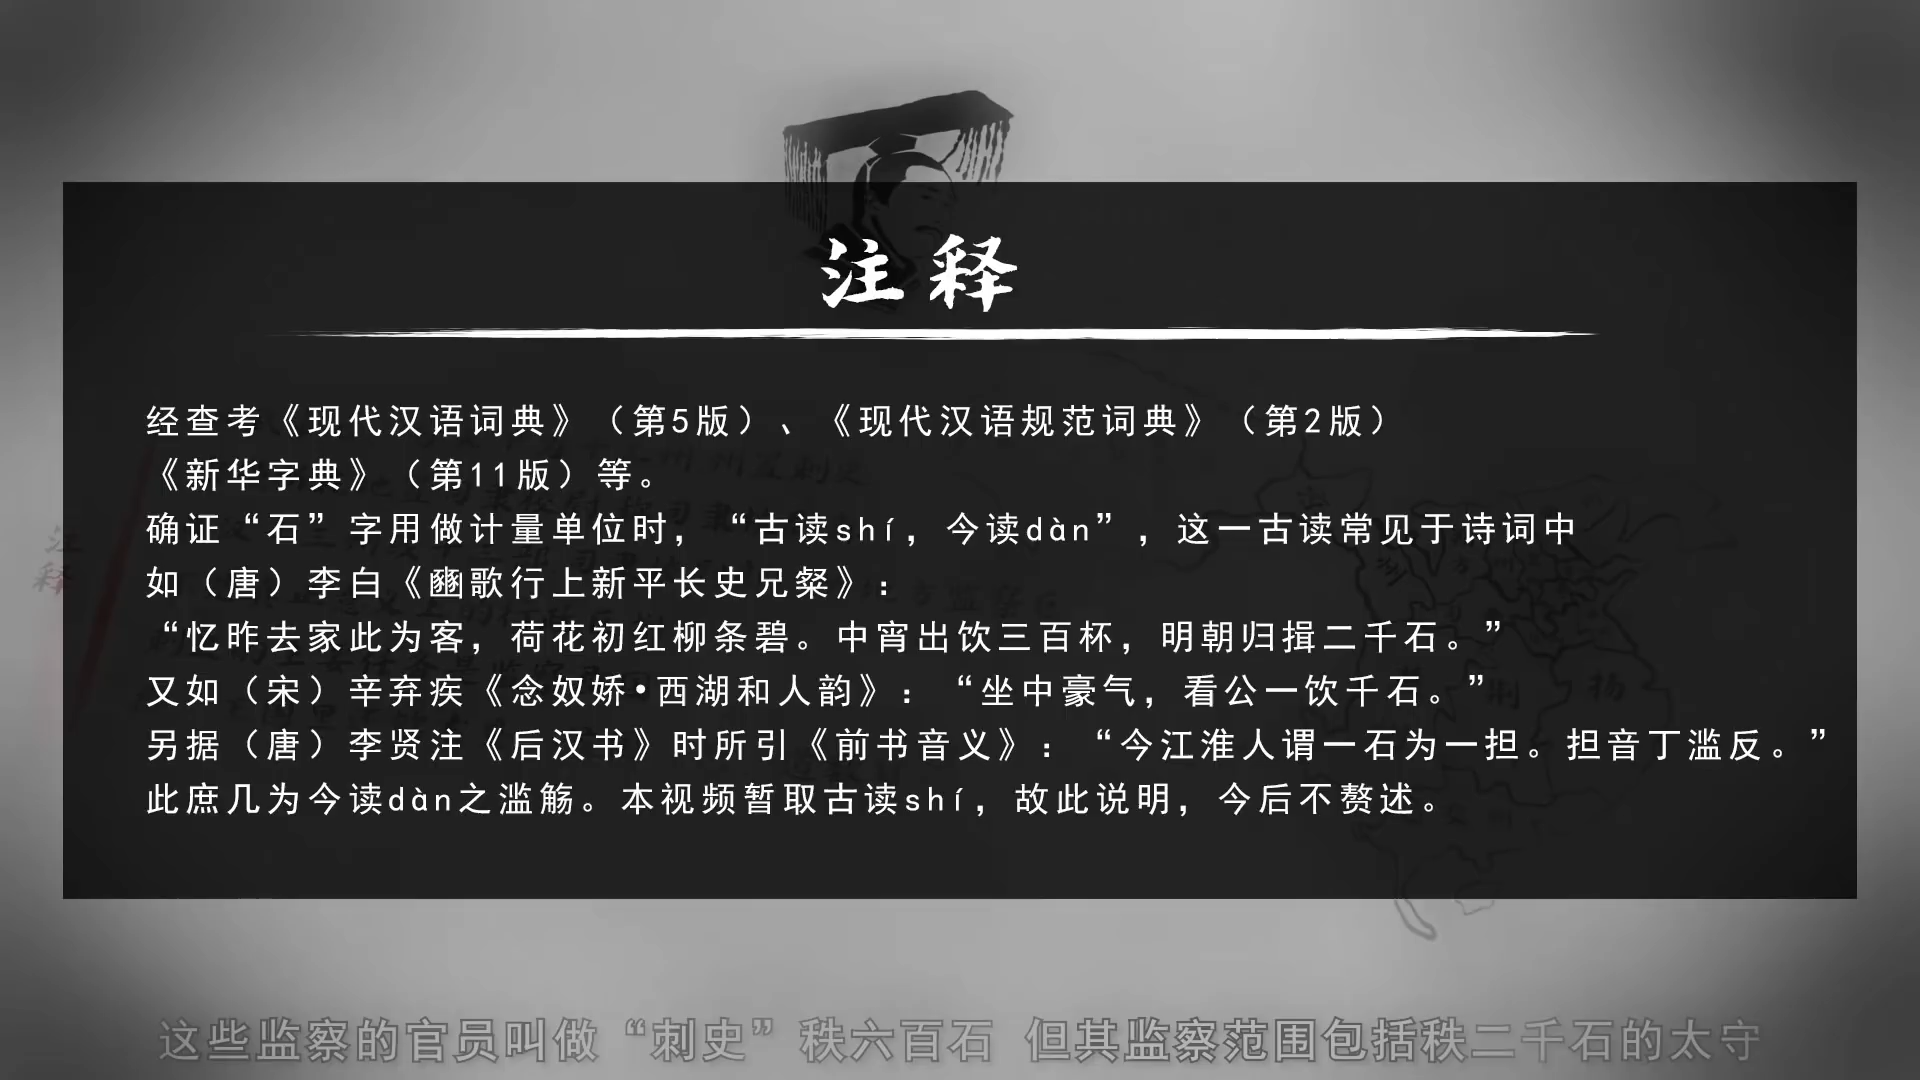 注释
经查考《现代汉语词典》（第5版）、《现代汉语规范词典》（第2版）
《新华字典》（第11版）等。
确证“石”字用做计量单位时，“古读shí，今读dàn”，这一古读常见于诗词中
如（唐）李白《豳歌行上新平长史兄粲》：
“忆昨去家此为客，荷花初红柳条碧。中宵出饮三百杯，明朝归揖二千石。”
又如（宋）辛弃疾《念奴娇•西湖和人韵》：“坐中豪气，看公一饮千石。”
另据（唐）李贤注《后汉书》时所引《前书音义》：“今江淮人谓一石为一担。担音丁滥反。”
此庶几为今读dàn之滥觞。本视频暂取古读shí，故此说明，今后不赘述。
注释
荆
扬
这些监察的官员叫做“刺史”秩六百石 但其监察范围包括秩二千石的太守